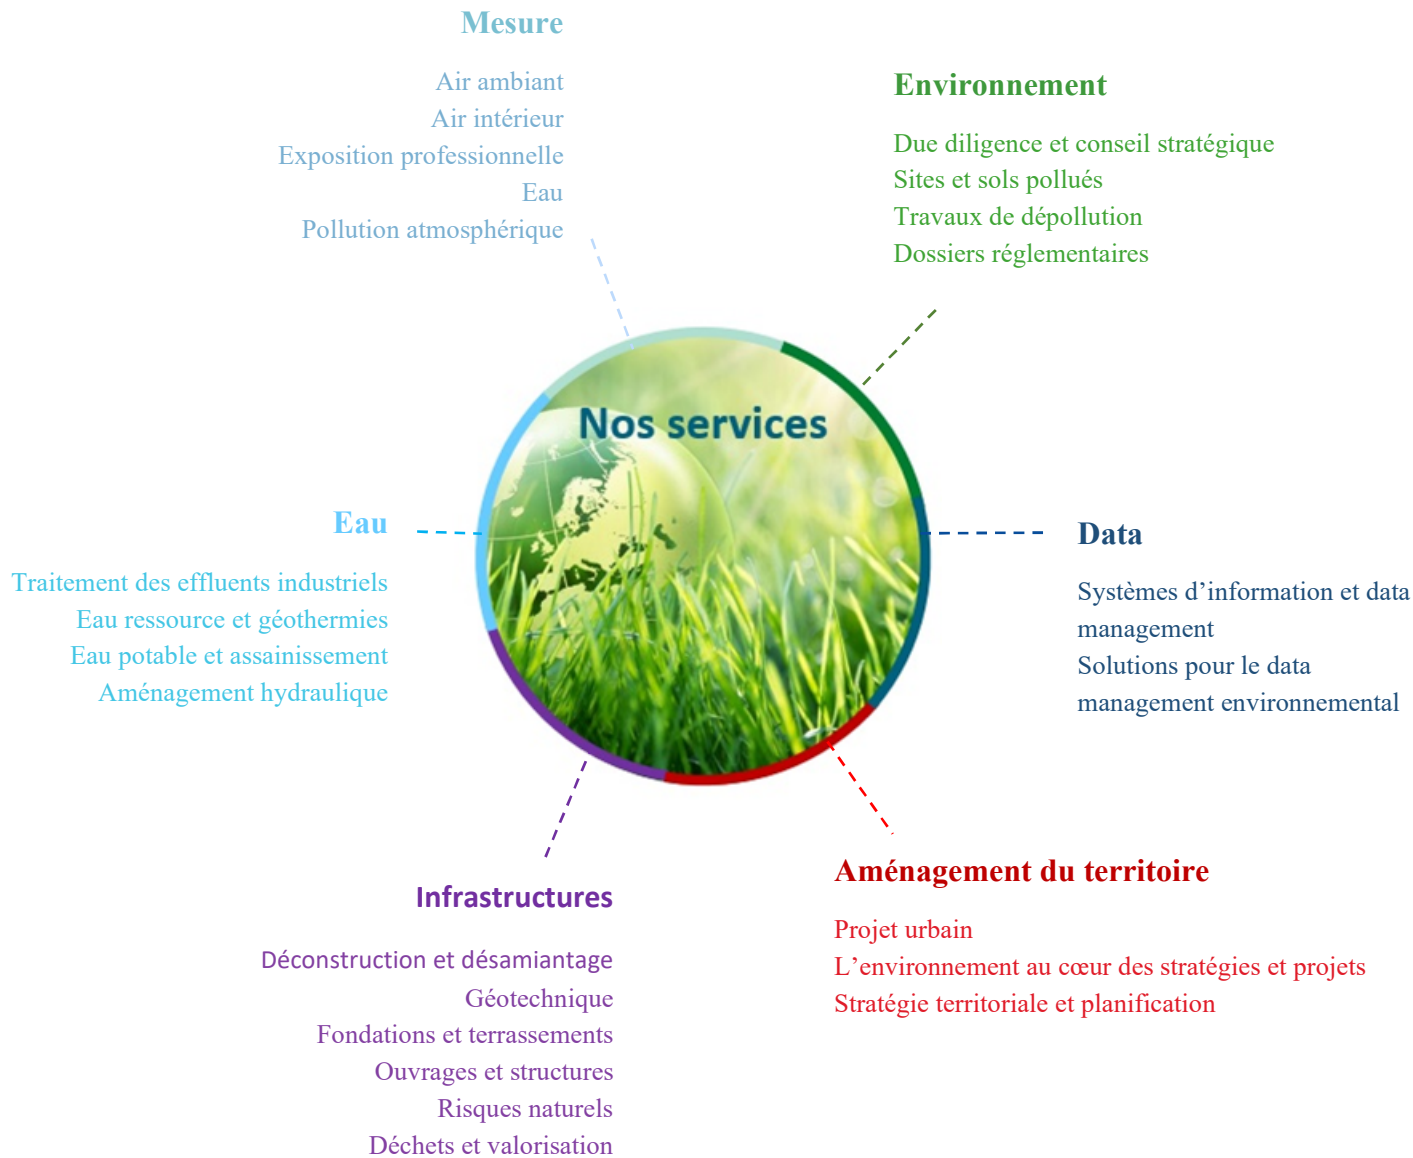 Mesure
Air ambiant
Air intérieur
Exposition professionnelle
Eau
Pollution atmosphérique
Environnement
Due diligence et conseil stratégique
Sites et sols pollués
Travaux de dépollution
Dossiers réglementaires
Nos services
Eau
Traitement des effluents industriels
Eau ressource et géothermies
Eau potable et assainissement
Aménagement hydraulique
Data
Systèmes d’information et data
management
Solutions pour le data
management environnemental
Infrastructures
Déconstruction et désamiantage
Géotechnique
Fondations et terrassements
Ouvrages et structures
Risques naturels
Déchets et valorisation
Aménagement du territoire
Projet urbain
L’environnement au cœur des stratégies et projets
Stratégie territoriale et planification